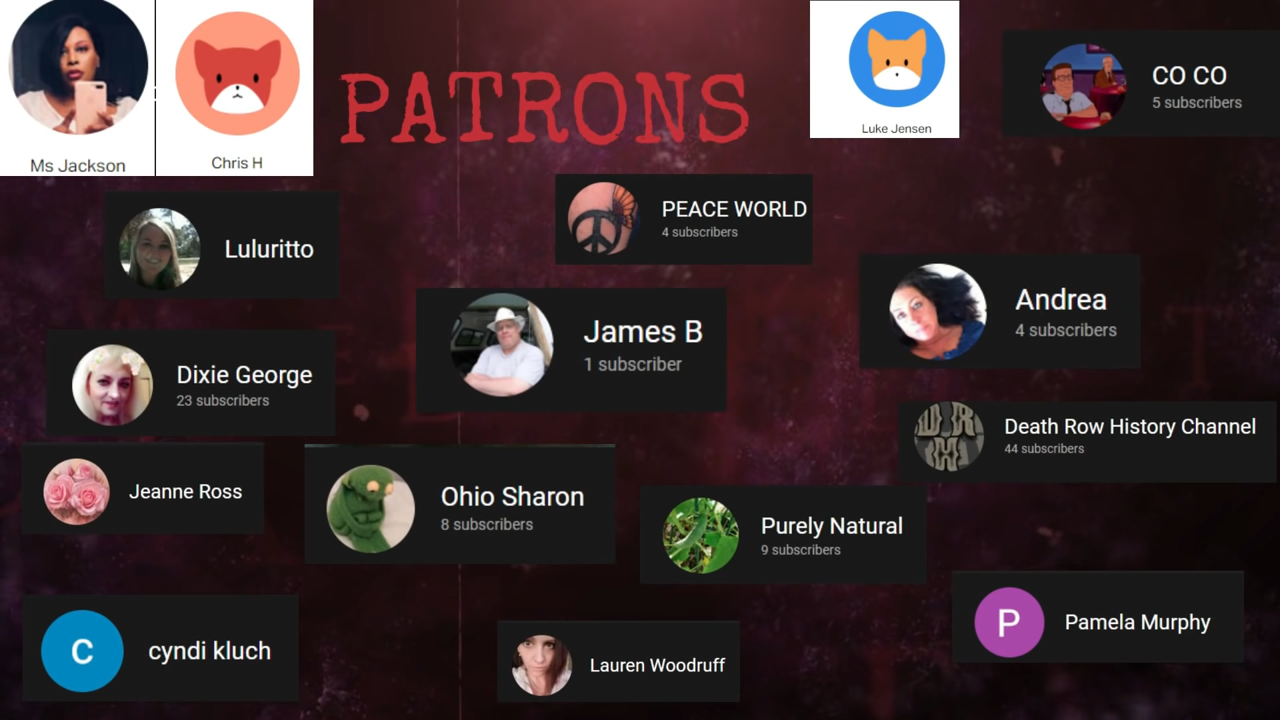 PATRONS
Ms Jackson
Chris H
Luke Jensen
CO CO
5 subscribers
Luluritto
PEACE WORLD
4 subscribers
Andrea
4 subscribers
James B
1 subscriber
Dixie George
23 subscribers
Death Row History Channel
44 subscribers
Jeanne Ross
Ohio Sharon
8 subscribers
Purely Natural
9 subscribers
C
cyndi kluch
P
Pamela Murphy
Lauren Woodruff
DR
H